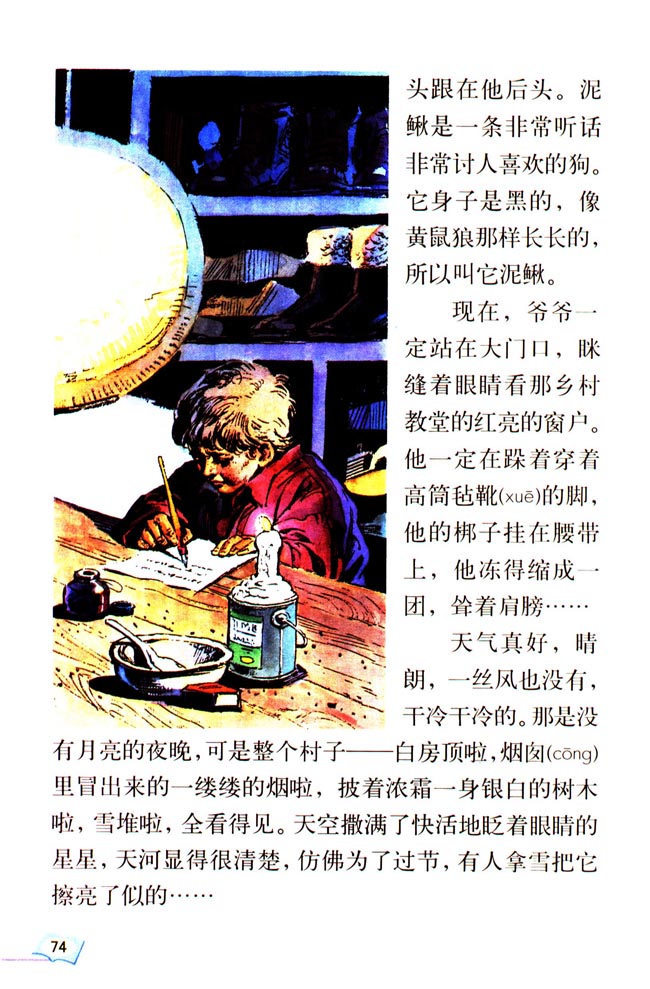 头跟在他后头。泥
鳅是一条非常听话
非常讨人喜欢的狗。
它身子是黑的，像
黄鼠狼那样长长的，
所以叫它泥鳅。
现在，爷爷一
定站在大门口，眯
缝着眼睛看那乡村
教堂的红亮的窗户。
他一定在跺着穿着
高筒毡靴(xuē)的脚，
他的梆子挂在腰带
上，他冻得缩成一
团，耸着肩膀……
天气真好，晴
朗，一丝风也没有，
干冷干冷的。那是没
有月亮的夜晚，可是整个村子——白房顶啦，烟囱(cōng)
里冒出来的一缕缕的烟啦，披着浓霜一身银白的树木
啦，雪堆啦，全看得见。天空撒满了快活地眨着眼睛的
星星，天河显得很清楚，仿佛为了过节，有人拿雪把它
擦亮了似的……
74